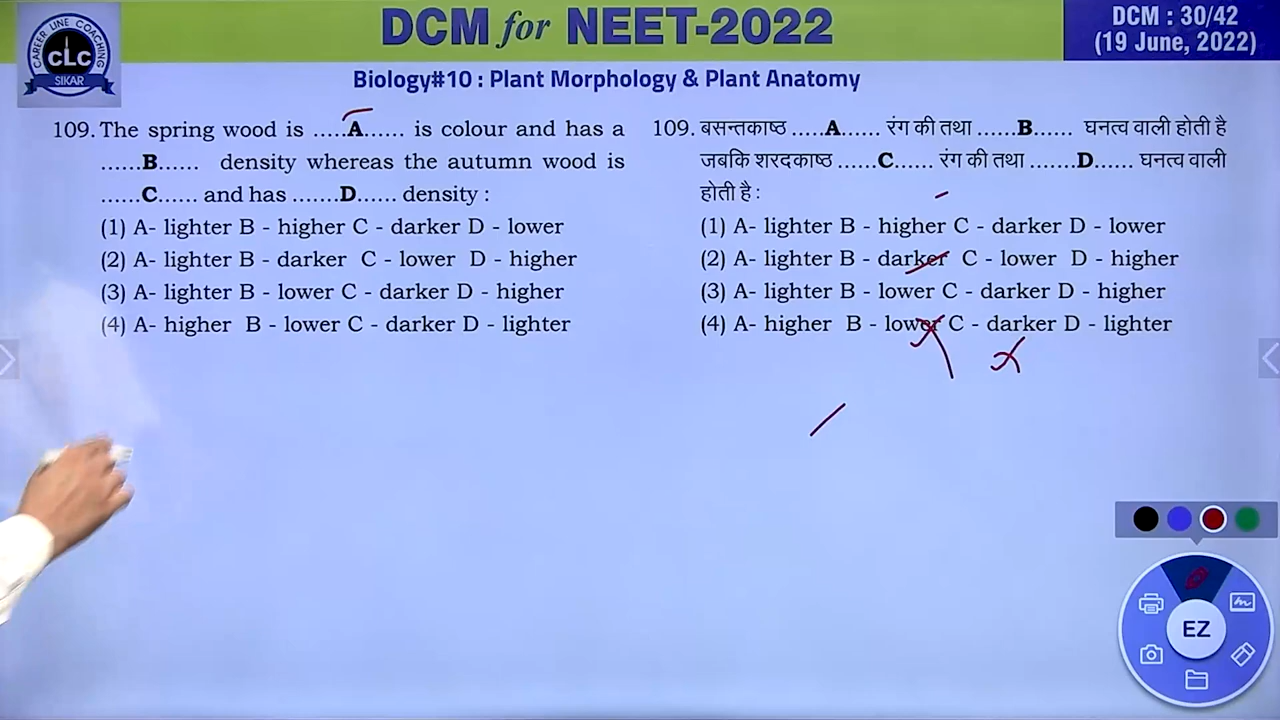 CAREER LINE COACHING
CLC
SIKAR
DCM for NEET-2022
DCM : 30/42
(19 June, 2022)
Biology#10 : Plant Morphology & Plant Anatomy
109. The spring wood is .....A...... is colour and has a
......B...... density whereas the autumn wood is
......C...... and has .......D...... density :
(1) A- lighter B - higher C - darker D - lower
(2) A- lighter B - darker C - lower D - higher
(3) A- lighter B - lower C - darker D - higher
(4) A- higher B - lower C - darker D - lighter
109. बसन्तकाष्ठ .....A...... रंग की तथा ......B...... घनत्व वाली होती है
जबकि शरदकाष्ठ ......C...... रंग की तथा .......D...... घनत्व वाली
होती है :
(1) A- lighter B - higher C - darker D - lower
(2) A- lighter B - darker C - lower D - higher
(3) A- lighter B - lower C - darker D - higher
(4) A- higher B - lower C - darker D - lighter
EZ